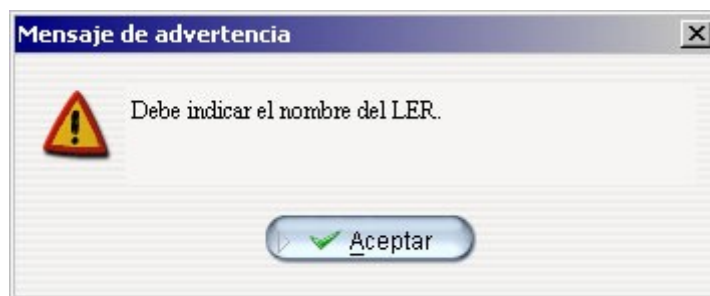 Mensaje de advertencia
Debe indicar el nombre del LER.
Aceptar